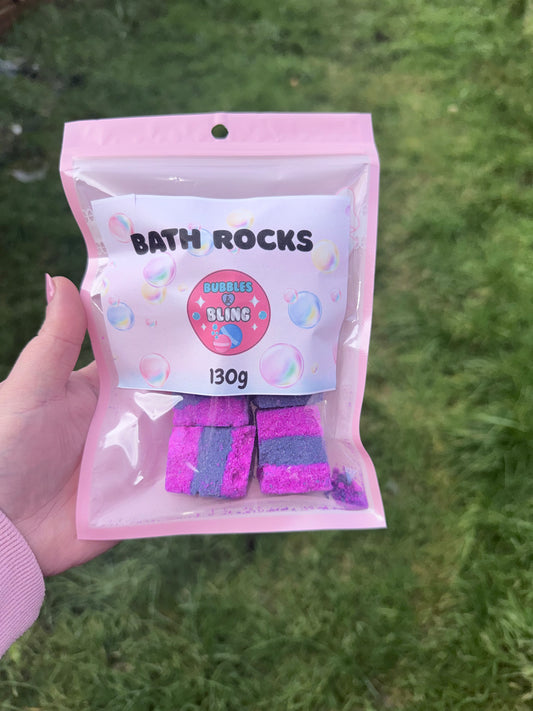 BATH ROCKS
BUBBLES
&
BLING
130g